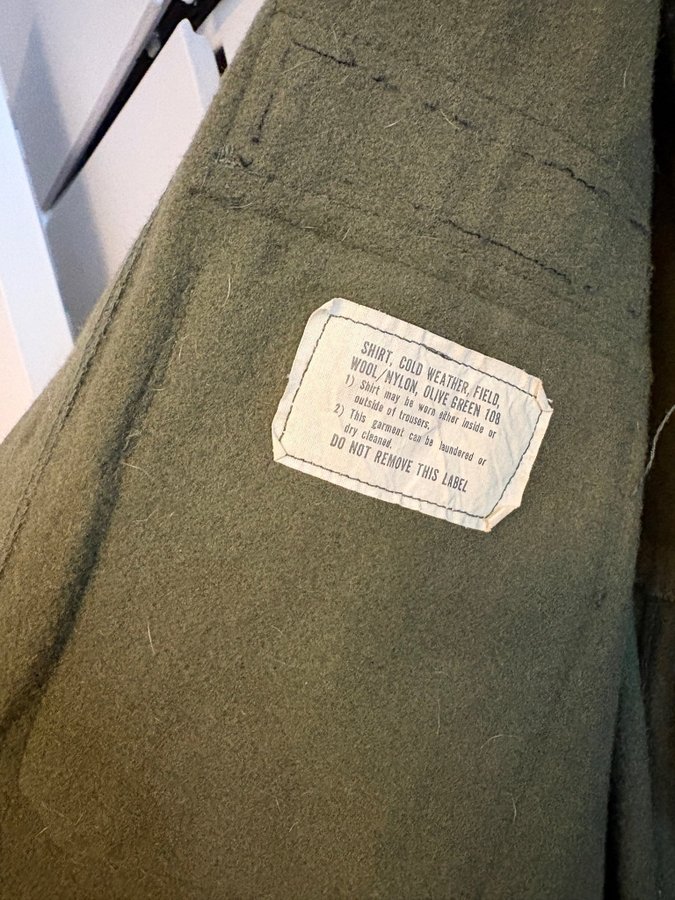 SHIRT, COLD WEATHER, FIELD,
WOOL/NYLON, OLIVE GREEN 108
1) Shirt may be worn either inside or
outside of trousers.
2) This garment can be laundered or
dry cleaned.
DO NOT REMOVE THIS LABEL